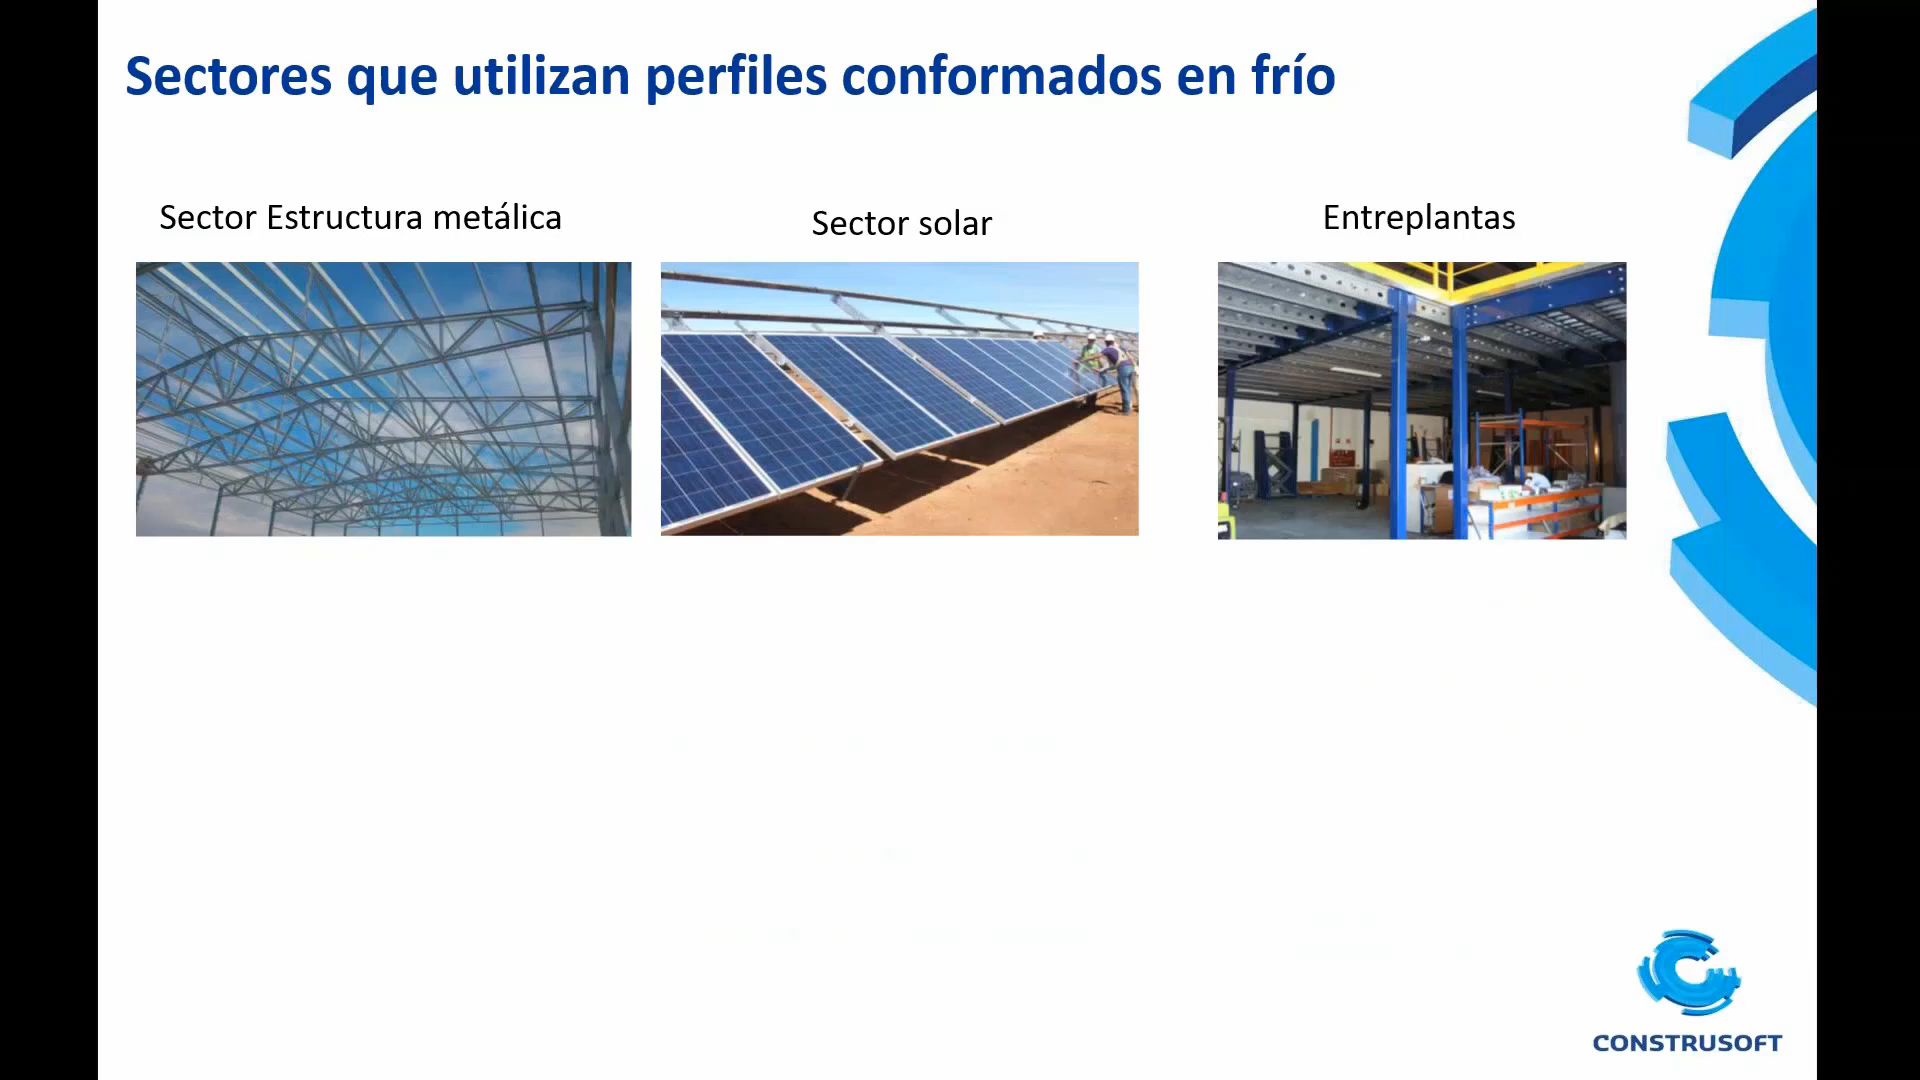 Sectores que utilizan perfiles conformados en frío
Sector Estructura metálica
Sector solar
Entreplantas
CONSTRUSOFT